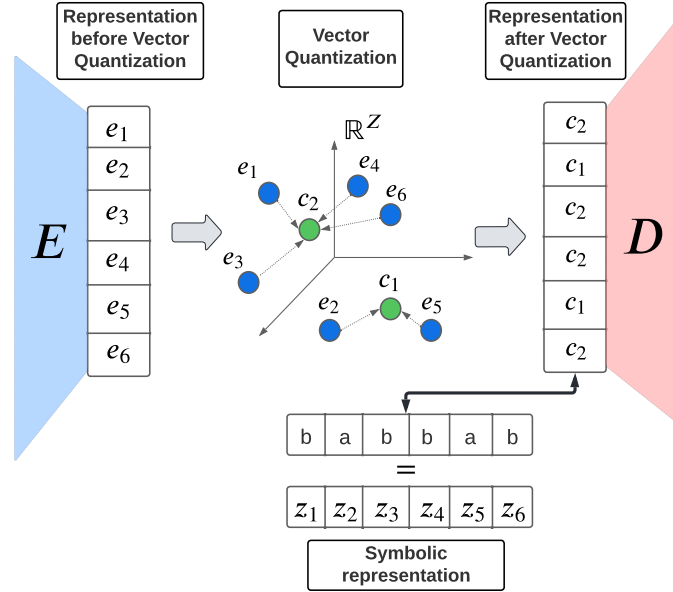 Representation
before Vector
Quantization
Vector
Quantization
Representation
after Vector
Quantization
E
e1
e2
e3
e4
e5
e6
ℝ^Z
e1
e4
c2
e6
e3
c1
e2
e5
c2
c1
c2
c2
c1
c2
D
b a b b a b
=
z1 z2 z3 z4 z5 z6
Symbolic
representation